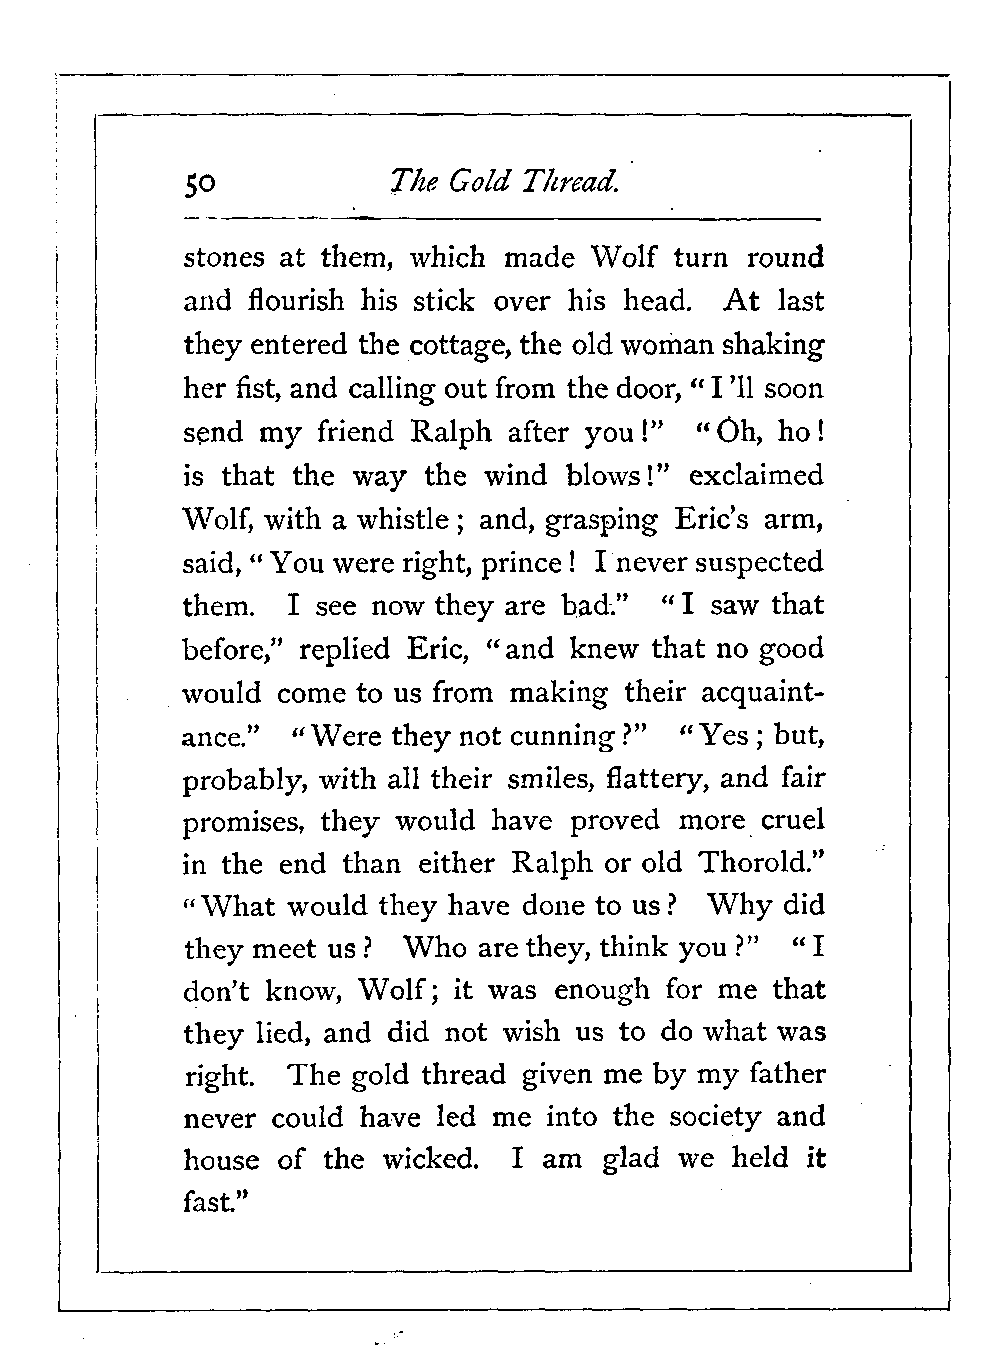 50 The Gold Thread.
stones at them, which made Wolf turn round
and flourish his stick over his head. At last
they entered the cottage, the old woman shaking
her fist, and calling out from the door, "I'll soon
send my friend Ralph after you!" "Oh, ho!
is that the way the wind blows!" exclaimed
Wolf, with a whistle; and, grasping Eric's arm,
said, "You were right, prince! I never suspected
them. I see now they are bad." "I saw that
before," replied Eric, "and knew that no good
would come to us from making their acquaint-
ance." "Were they not cunning?" "Yes; but,
probably, with all their smiles, flattery, and fair
promises, they would have proved more cruel
in the end than either Ralph or old Thorold."
"What would they have done to us? Why did
they meet us? Who are they, think you?" "I
don't know, Wolf; it was enough for me that
they lied, and did not wish us to do what was
right. The gold thread given me by my father
never could have led me into the society and
house of the wicked. I am glad we held it
fast."